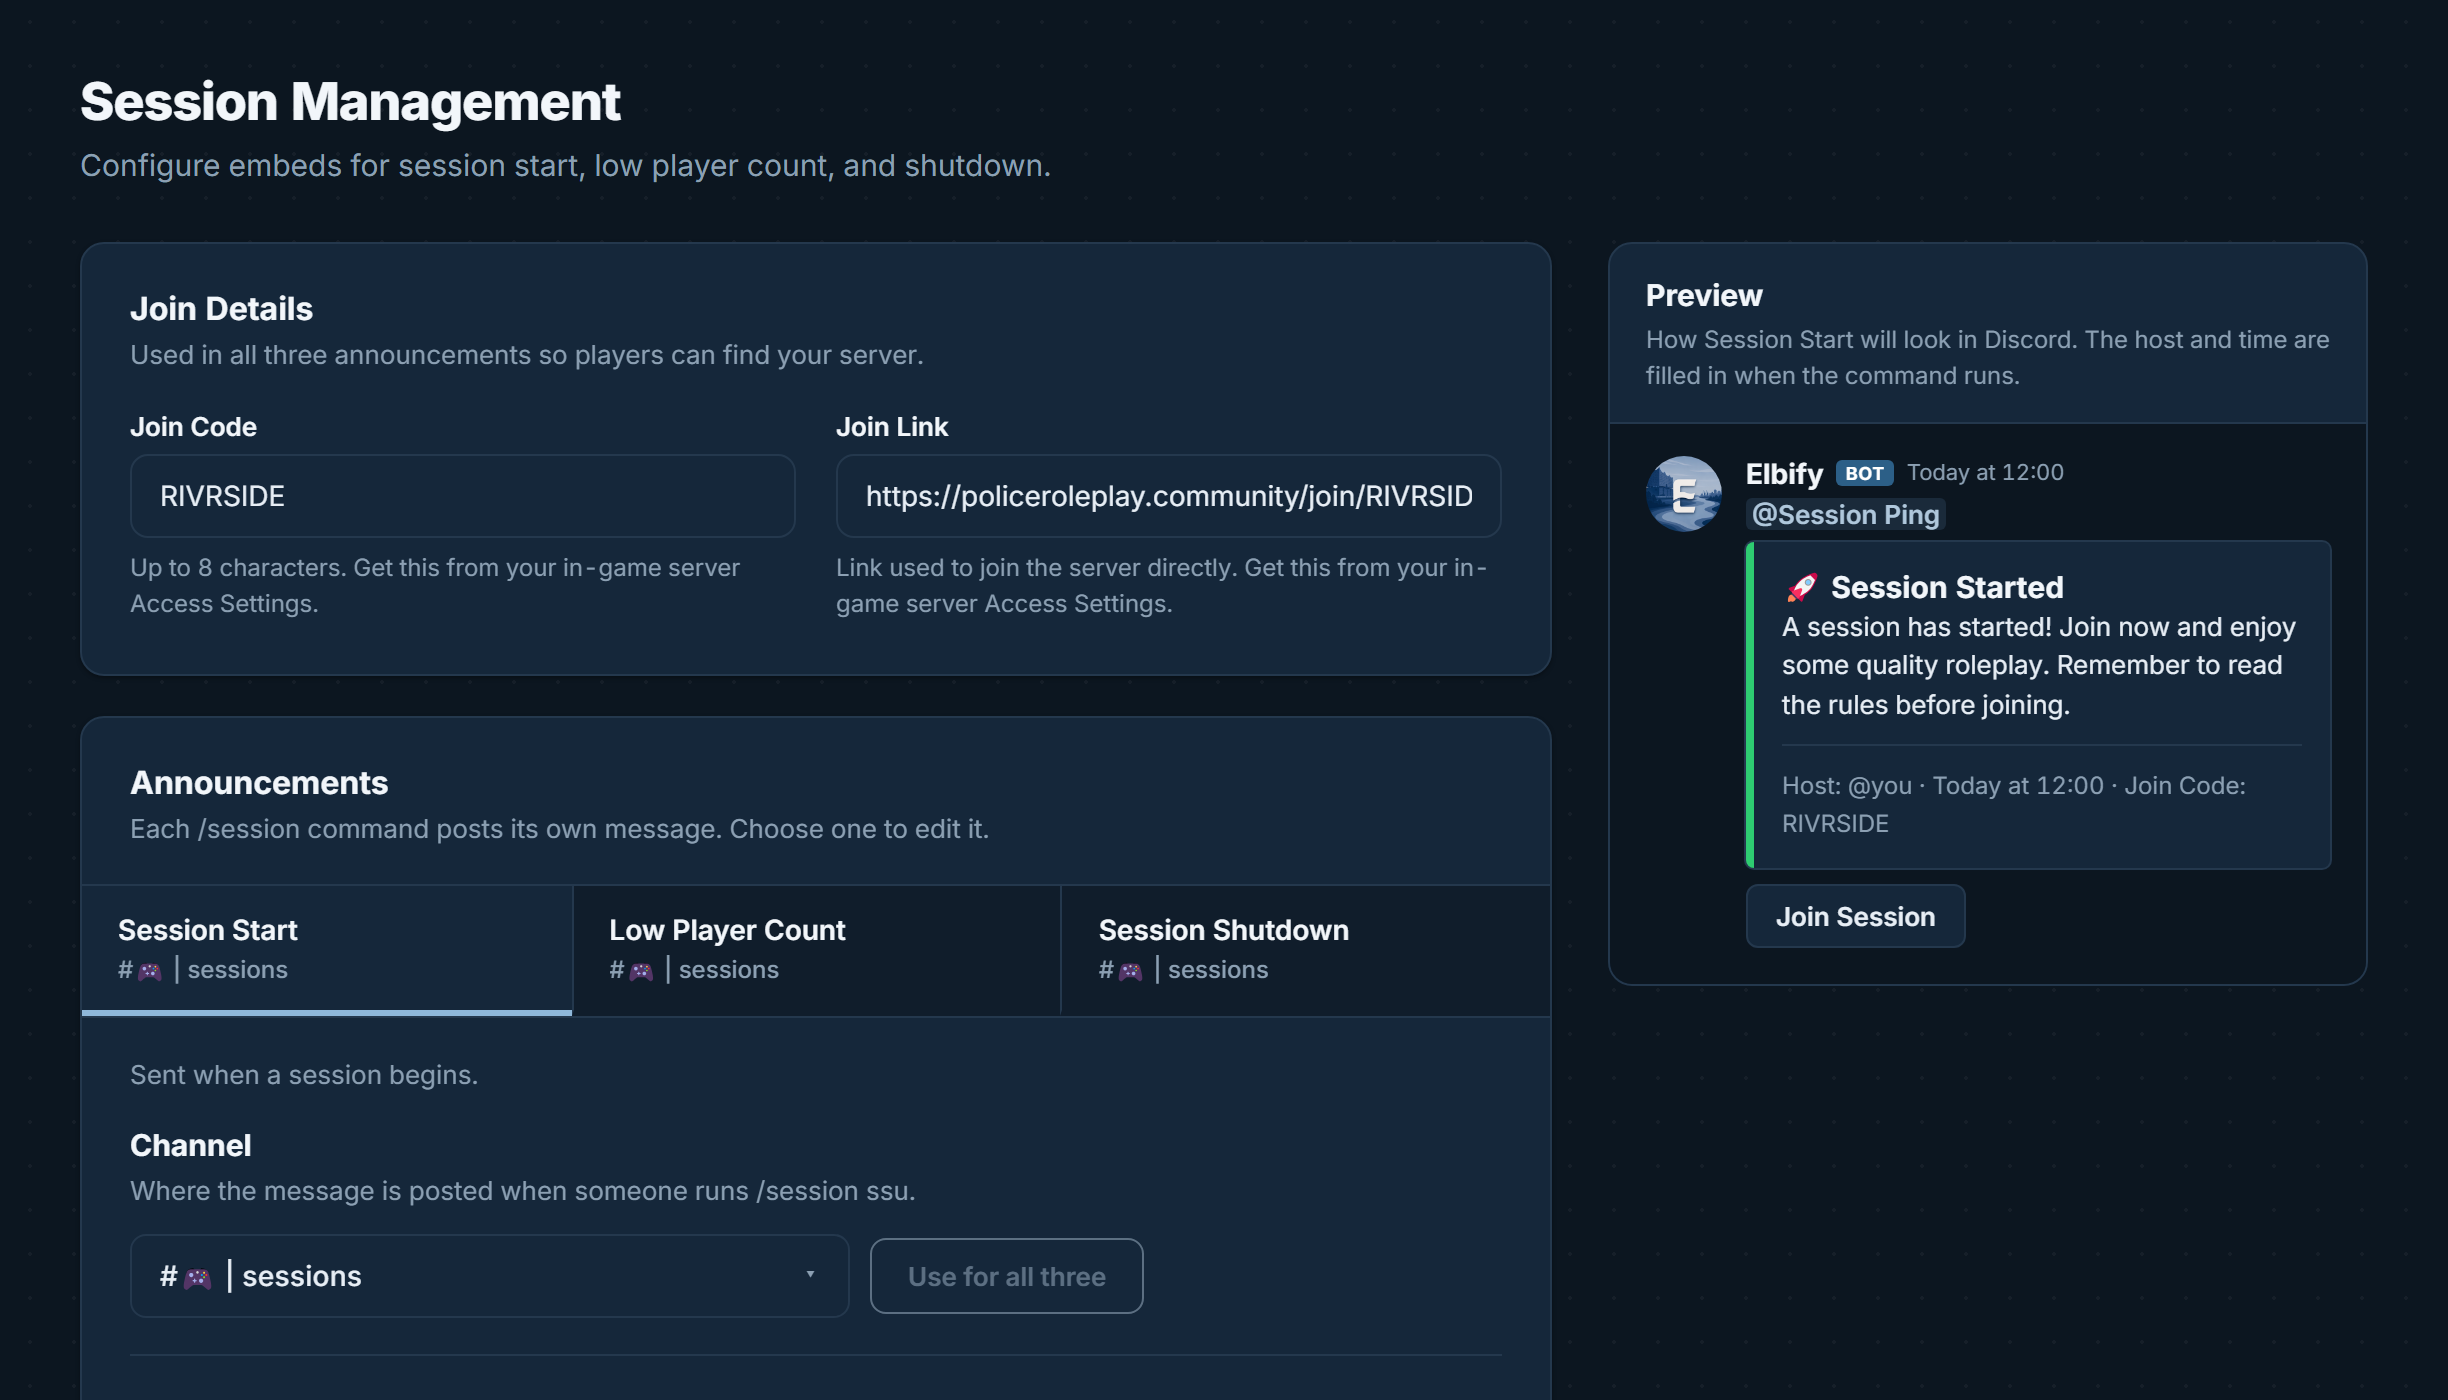 Session Management
Configure embeds for session start, low player count, and shutdown.
Join Details
Used in all three announcements so players can find your server.
Join Code
RIVRSIDE
Up to 8 characters. Get this from your in-game server
Access Settings.
Join Link
https://policeroleplay.community/join/RIVRSID
Link used to join the server directly. Get this from your in-
game server Access Settings.
Announcements
Each /session command posts its own message. Choose one to edit it.
Session Start
#🎮 | sessions
Low Player Count
#🎮 | sessions
Session Shutdown
#🎮 | sessions
Sent when a session begins.
Channel
Where the message is posted when someone runs /session ssu.
#🎮 | sessions
Use for all three
Preview
How Session Start will look in Discord. The host and time are
filled in when the command runs.
E
Elbify BOT Today at 12:00
@Session Ping
🚀 Session Started
A session has started! Join now and enjoy
some quality roleplay. Remember to read
the rules before joining.
Host: @you · Today at 12:00 · Join Code:
RIVRSIDE
Join Session